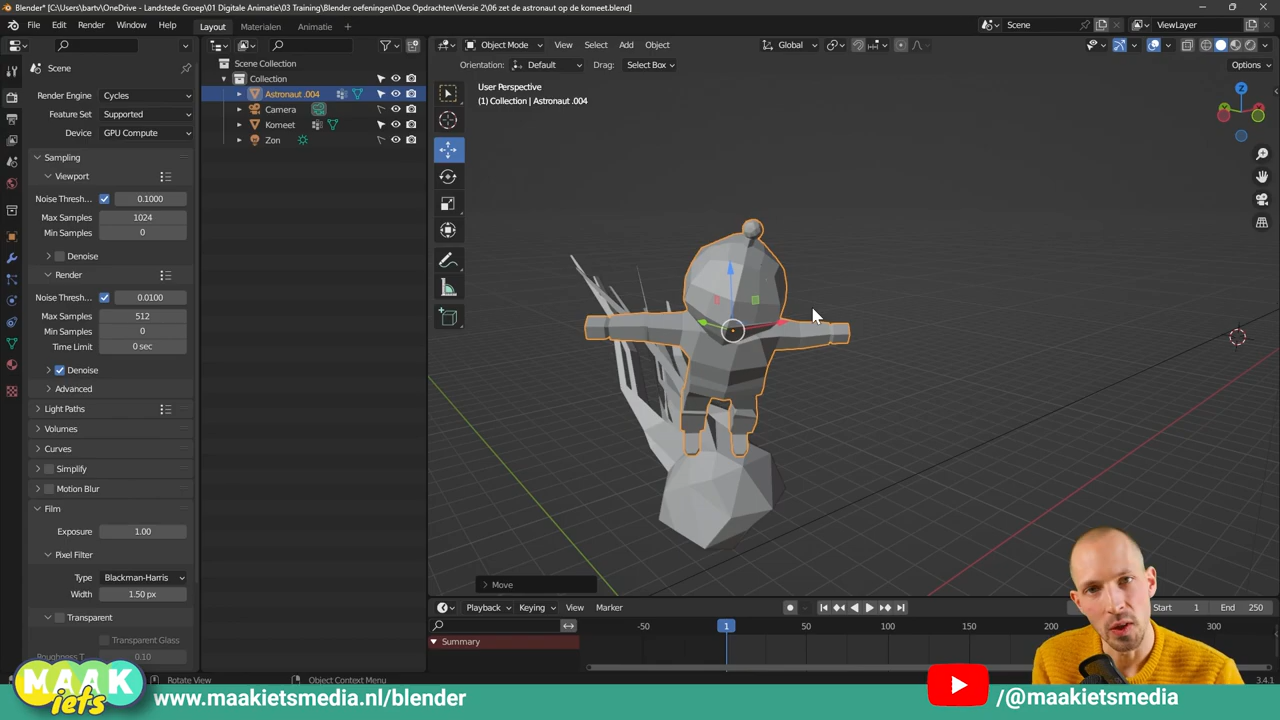 Blender* [C:\Users\bartv\OneDrive - Landstede Groep\01 Digitale Animatie\03 Training\Blender oefeningen\Doe Opdrachten\Versie 2\06 zet de astronaut op de komeet.blend]
File Edit Render Window Help Layout Materialen Animatie + Scene ViewLayer
Object Mode View Select Add Object Global
Scene
Scene Collection
Orientation: Default Drag: Select Box Options
Collection
User Perspective
(1) Collection | Astronaut .004
Render Engine Cycles
Astronaut .004
Feature Set Supported
Camera
Device GPU Compute
Komeet
Zon
Z
Sampling
Viewport
Noise Thresh... 0.1000
Max Samples 1024
Min Samples 0
Denoise
Render
Noise Thresh... 0.0100
Max Samples 512
Min Samples 0
Time Limit 0 sec
Denoise
Advanced
Light Paths
Volumes
Curves
Simplify
Motion Blur
Film
Exposure 1.00
Pixel Filter
Type Blackman-Harris
Width 1.50 px
Transparent
Transparent Glass
Roughness T... 0.10
Move
Playback Keying View Marker Start 1 End 250
-50 1 50 100 150 200 300
Summary
Rotate View Object Context Menu 3.4.1
MAAK
iets
www.maakietsmedia.nl/blender
/@maakietsmedia